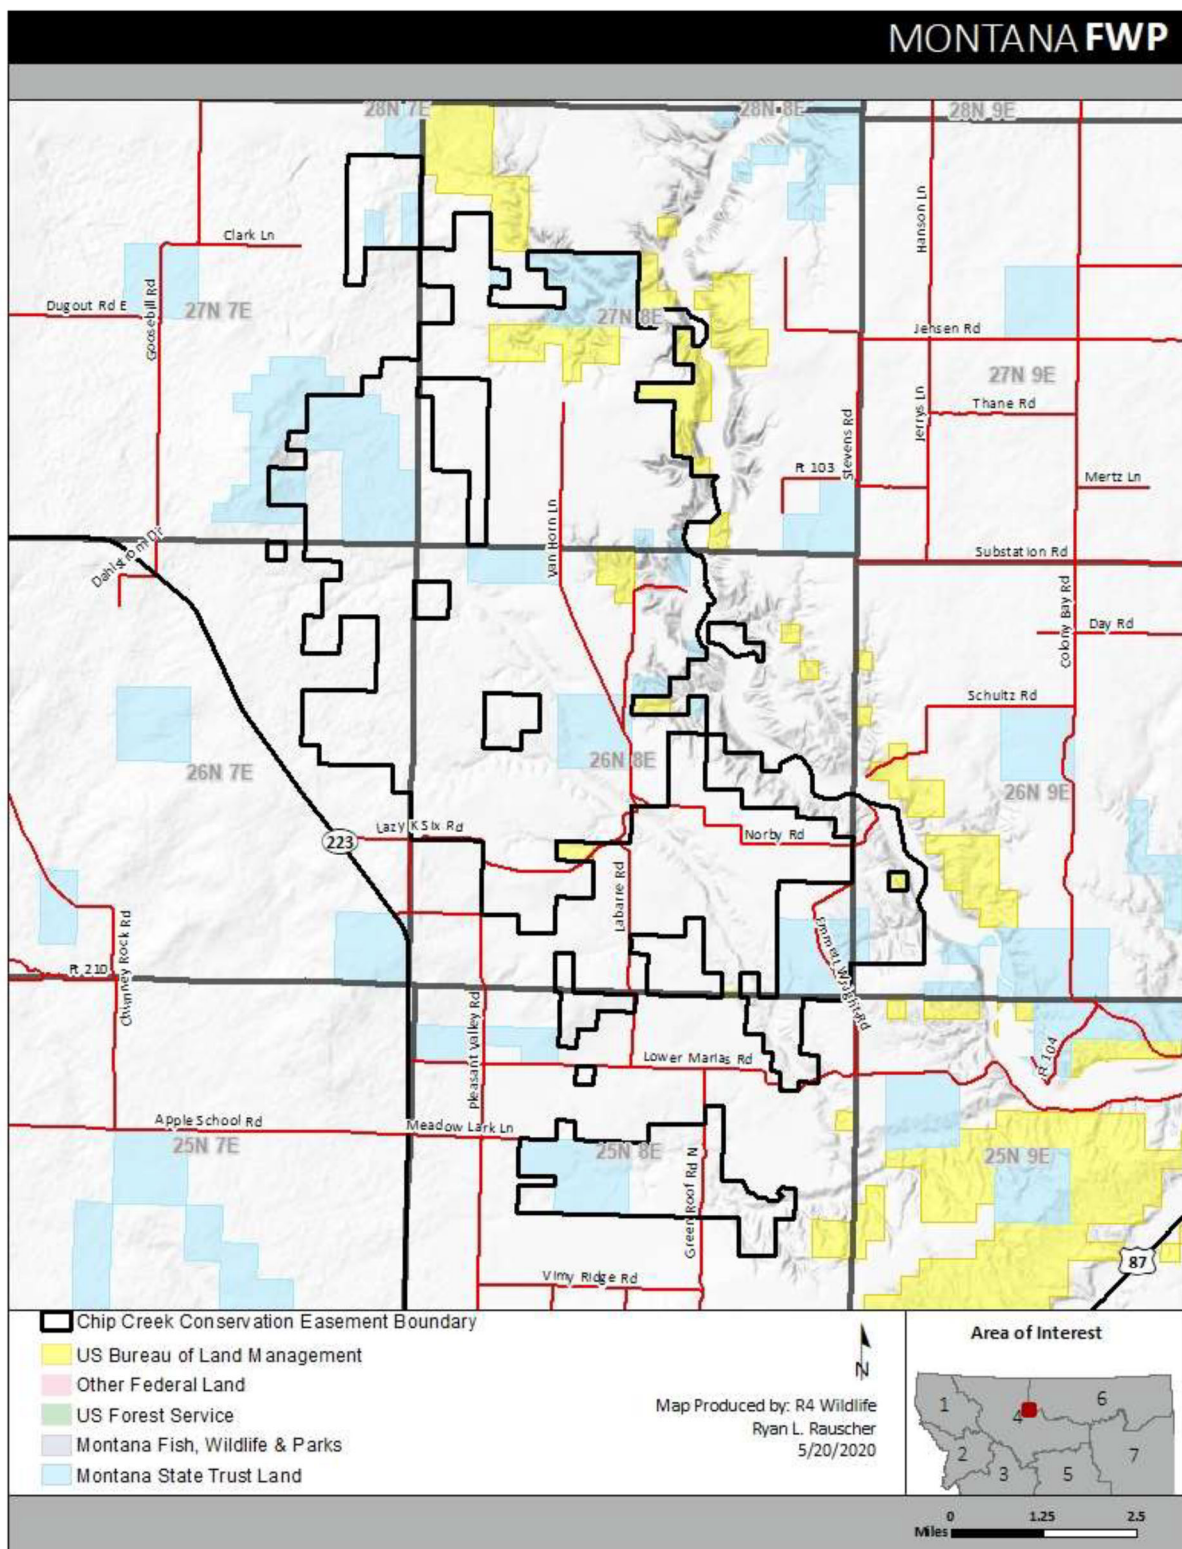 MONTANA FWP
28N 7E
28N 8E
28N 9E
Hanson Ln
Clark Ln
Goosebill Rd
Dugout Rd E
27N 7E
27N 8E
Jensen Rd
27N 9E
Jerrys Ln
Thane Rd
Stevens Rd
Rt 103
Mertz Ln
Van Horn Ln
Dahlstrom Dr
Substation Rd
Colony Bay Rd
Day Rd
Schultz Rd
26N 7E
26N 8E
26N 9E
223
Lazy K Six Rd
Norby Rd
Labarre Rd
Chimney Rock Rd
Emmett Wright Rd
Rt 210
Pleasant Valley Rd
Lower Marias Rd
R 104
Apple School Rd
Meadow Lark Ln
25N 7E
25N 8E
25N 9E
Green Roof Rd N
87
Vimy Ridge Rd
Chip Creek Conservation Easement Boundary
US Bureau of Land Management
Other Federal Land
US Forest Service
Montana Fish, Wildlife & Parks
Montana State Trust Land
N
Map Produced by: R4 Wildlife
Ryan L. Rauscher
5/20/2020
Area of Interest
1
2
3
4
5
6
7
0 1.25 2.5
Miles